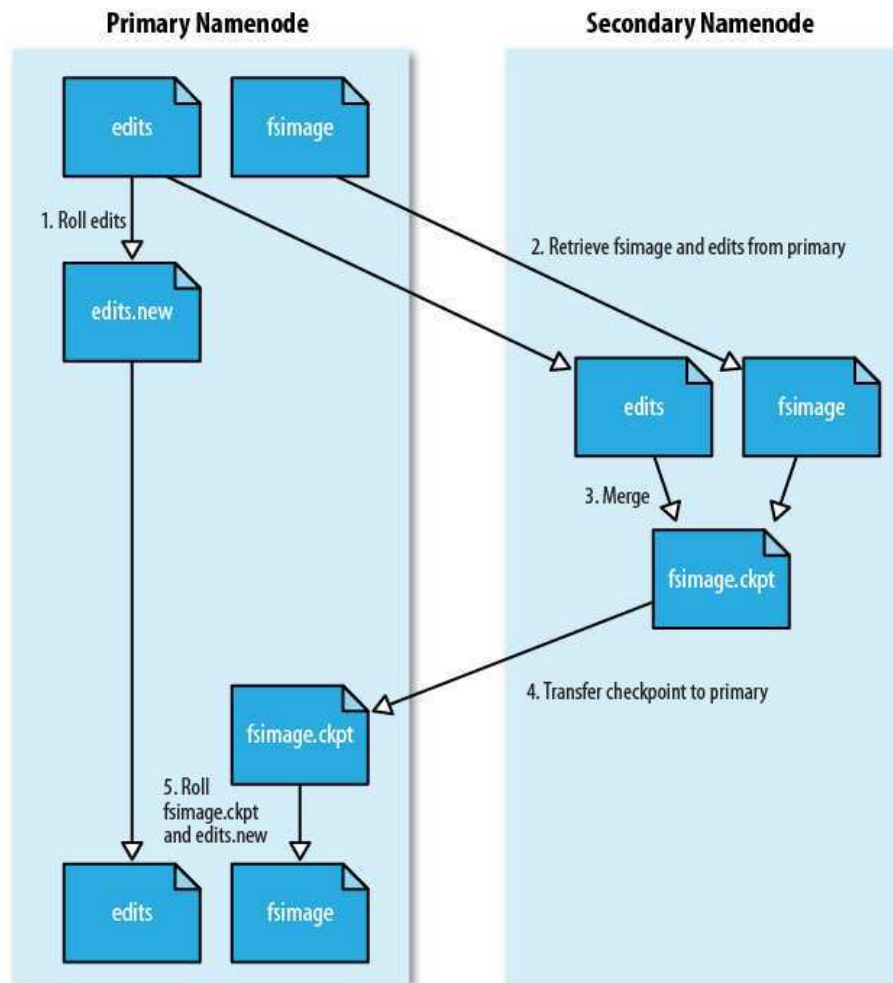 Primary Namenode
Secondary Namenode
edits
fsimage
1. Roll edits
2. Retrieve fsimage and edits from primary
edits.new
edits
fsimage
3. Merge
fsimage.ckpt
4. Transfer checkpoint to primary
fsimage.ckpt
5. Roll
fsimage.ckpt
and edits.new
edits
fsimage